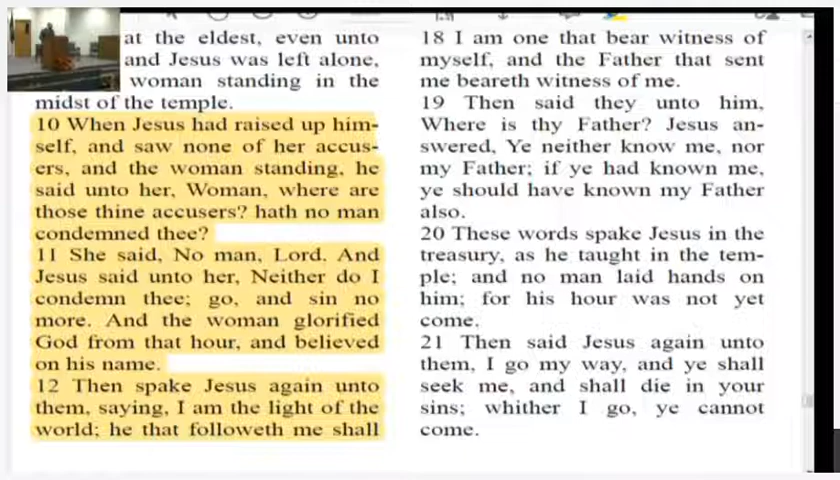 at the eldest, even unto
and Jesus was left alone,
woman standing in the
midst of the temple.
10 When Jesus had raised up him-
self, and saw none of her accus-
ers, and the woman standing, he
said unto her, Woman, where are
those thine accusers? hath no man
condemned thee?
11 She said, No man, Lord. And
Jesus said unto her, Neither do I
condemn thee; go, and sin no
more. And the woman glorified
God from that hour, and believed
on his name.
12 Then spake Jesus again unto
them, saying, I am the light of the
world; he that followeth me shall
18 I am one that bear witness of
myself, and the Father that sent
me beareth witness of me.
19 Then said they unto him,
Where is thy Father? Jesus an-
swered, Ye neither know me, nor
my Father; if ye had known me,
ye should have known my Father
also.
20 These words spake Jesus in the
treasury, as he taught in the tem-
ple; and no man laid hands on
him; for his hour was not yet
come.
21 Then said Jesus again unto
them, I go my way, and ye shall
seek me, and shall die in your
sins; whither I go, ye cannot
come.